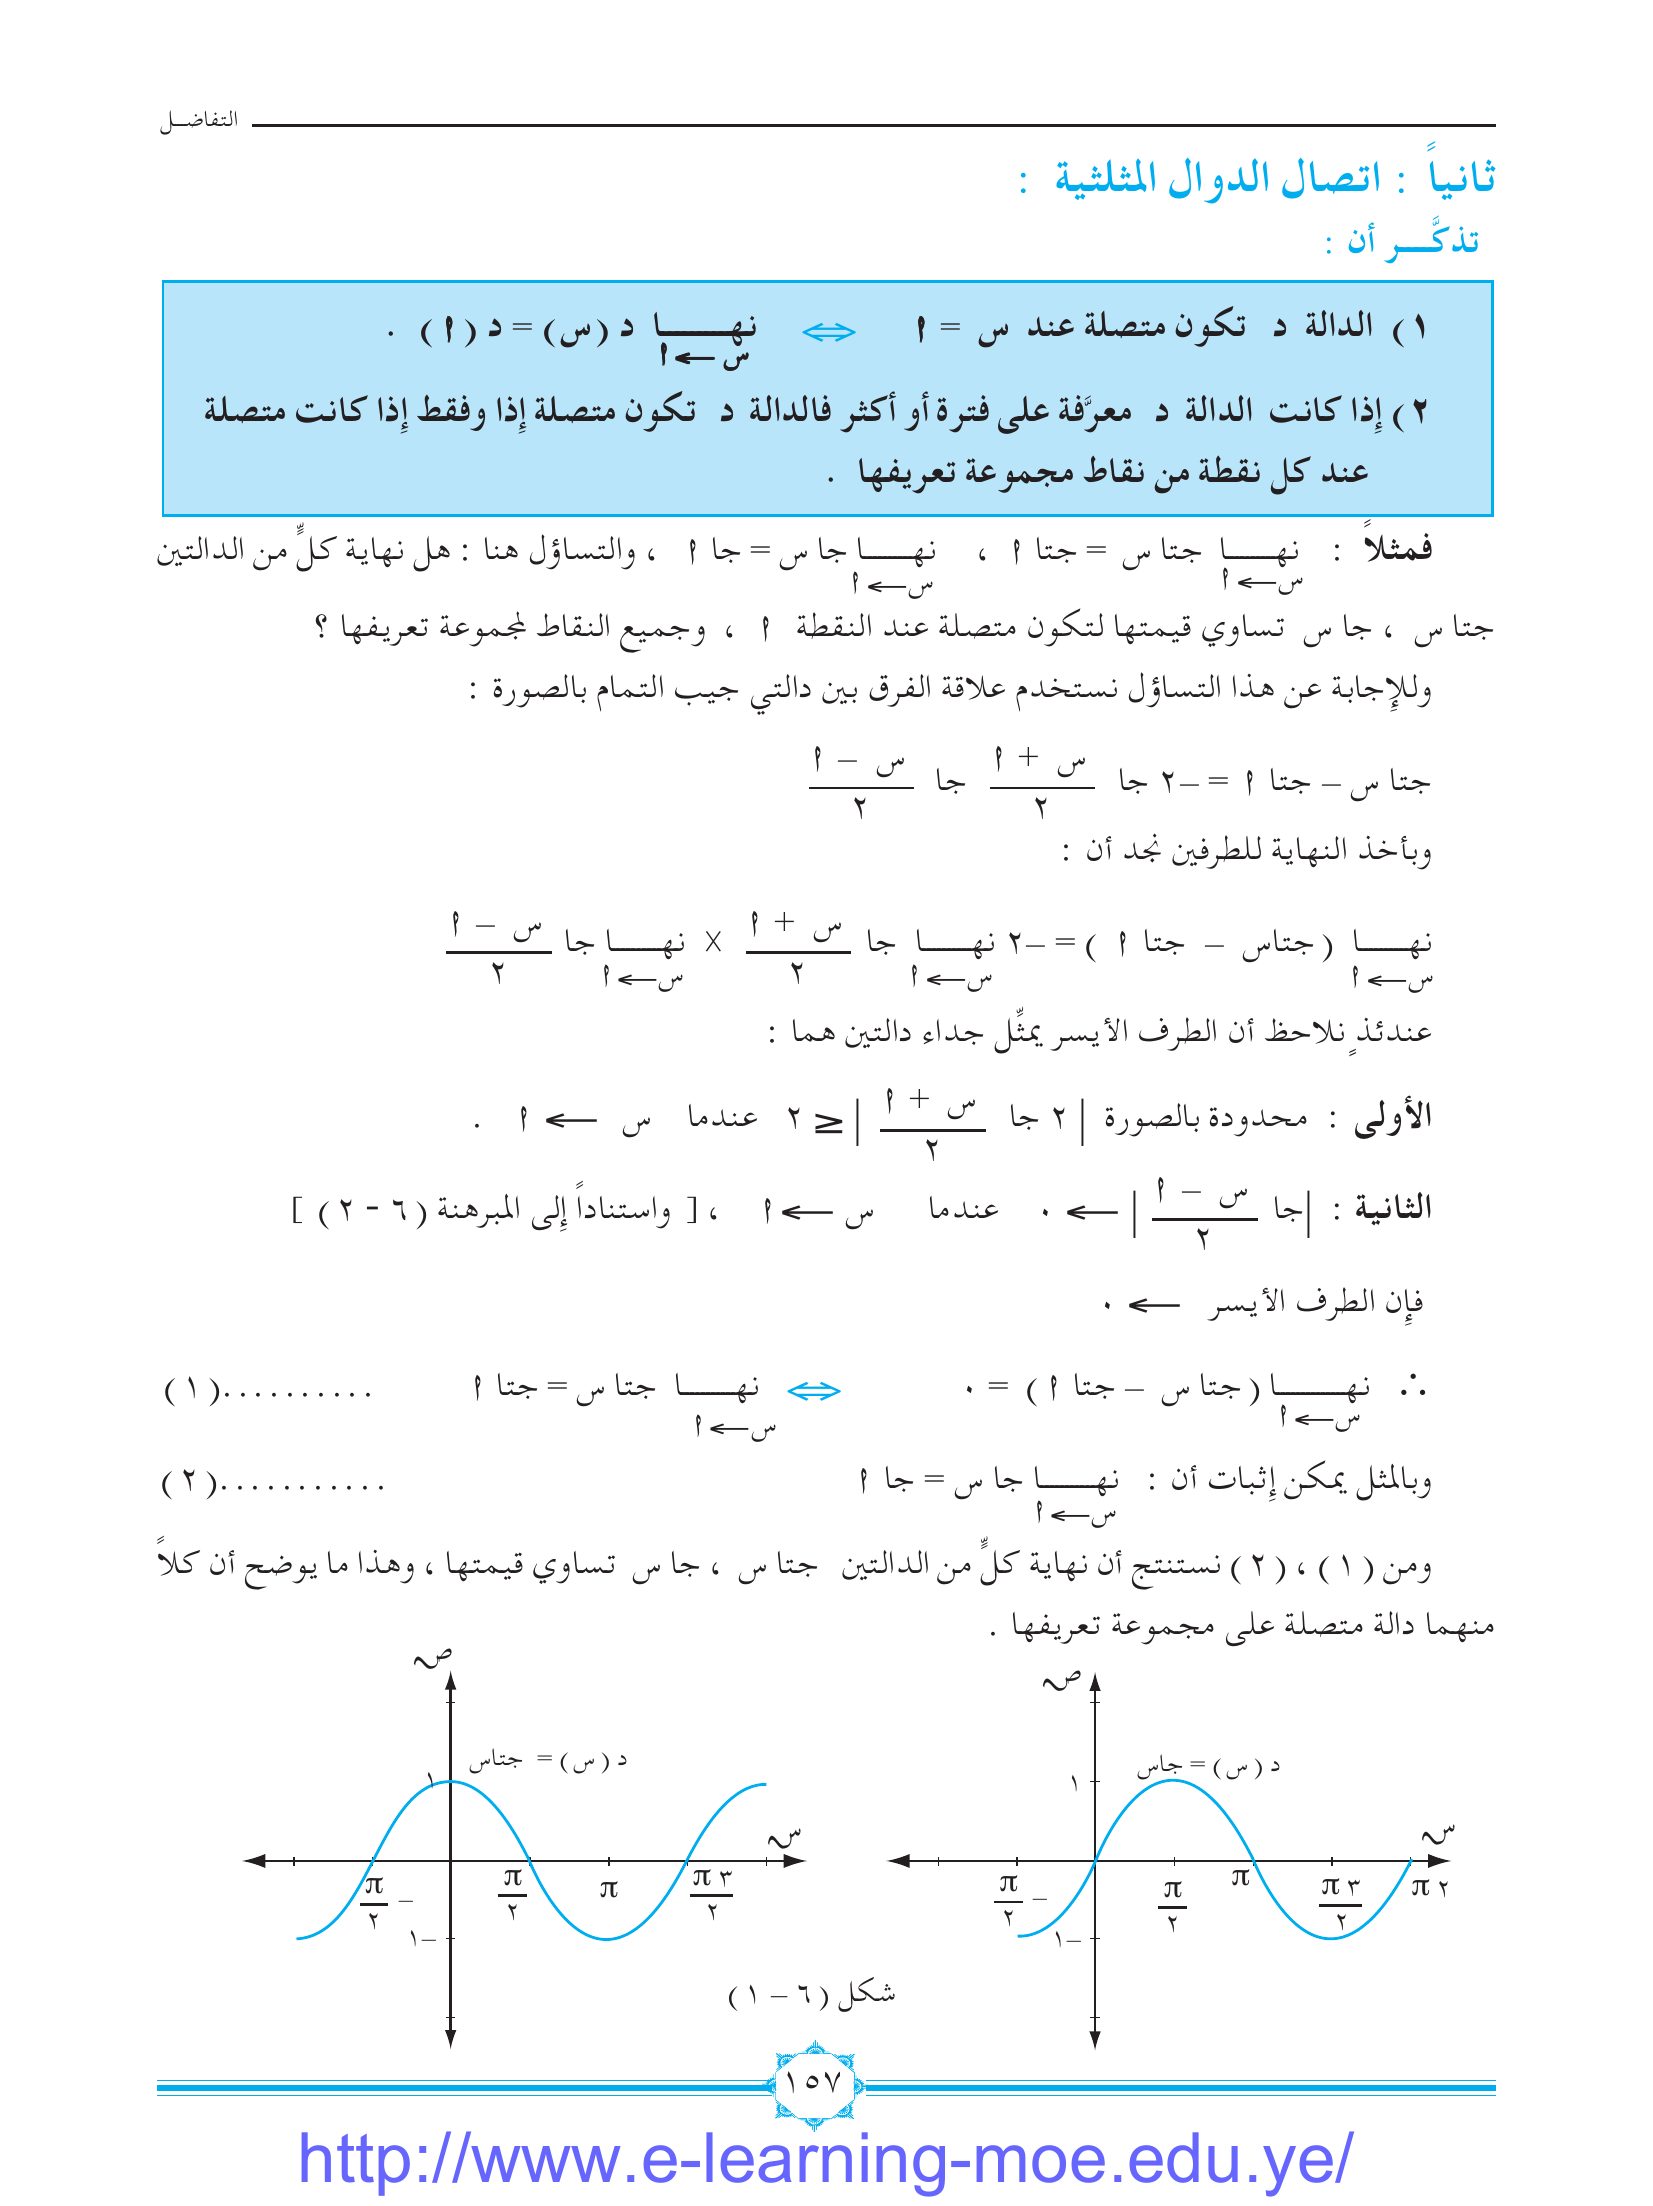 التفاضل
ثانياً : اتصال الدوال المثلثية :
تذكَّر أن :
١) الدالة د تكون متصلة عند س = ا ⇔ نهـا د (س) = د (ا) .
س ← ا
٢) إذا كانت الدالة د معرَّفة على فترة أو أكثر فالدالة د تكون متصلة إذا وفقط إذا كانت متصلة
عند كل نقطة من نقاط مجموعة تعريفها .
فمثلاً : نهـا جتا س = جتا ا ، نهـا جا س = جا ا ، والتساؤل هنا : هل نهاية كلٍّ من الدالتين
س ← ا س ← ا
جتا س ، جا س تساوي قيمتها لتكون متصلة عند النقطة ا ، وجميع النقاط لمجموعة تعريفها ؟
وللإجابة عن هذا التساؤل نستخدم علاقة الفرق بين دالتي جيب التمام بالصورة :
جتا س – جتا ا = –٢ جا (س + ا)/٢ جا (س – ا)/٢
وبأخذ النهاية للطرفين نجد أن :
نهـا (جتاس – جتا ا) = –٢ نهـا جا (س + ا)/٢ × نهـا جا (س – ا)/٢
س ← ا س ← ا س ← ا
عندئذٍ نلاحظ أن الطرف الأيسر يمثِّل جداء دالتين هما :
الأولى : محدودة بالصورة | ٢ جا (س + ا)/٢ | ≦ ٢ عندما س ← ا .
الثانية : | جا (س – ا)/٢ | ← ٠ عندما س ← ا ، [ واستناداً إلى المبرهنة (٦ - ٢) ]
فإن الطرف الأيسر ← ٠
∴ نهـا (جتا س – جتا ا) = ٠ ⇔ نهـا جتا س = جتا ا ..........(١)
س ← ا س ← ا
وبالمثل يمكن إثبات أن : نهـا جا س = جا ا ...........(٢)
س ← ا
ومن (١) ، (٢) نستنتج أن نهاية كلٍّ من الدالتين جتا س ، جا س تساوي قيمتها ، وهذا ما يوضح أن كلاً
منهما دالة متصلة على مجموعة تعريفها .
ص
د (س) = جاس
١
س
– π/٢
π/٢
π
٣π/٢
٢π
–١
ص
د (س) = جتاس
١
س
– π/٢
π/٢
π
٣π/٢
–١
شكل (٦ – ١)
١٥٧
http://www.e-learning-moe.edu.ye/